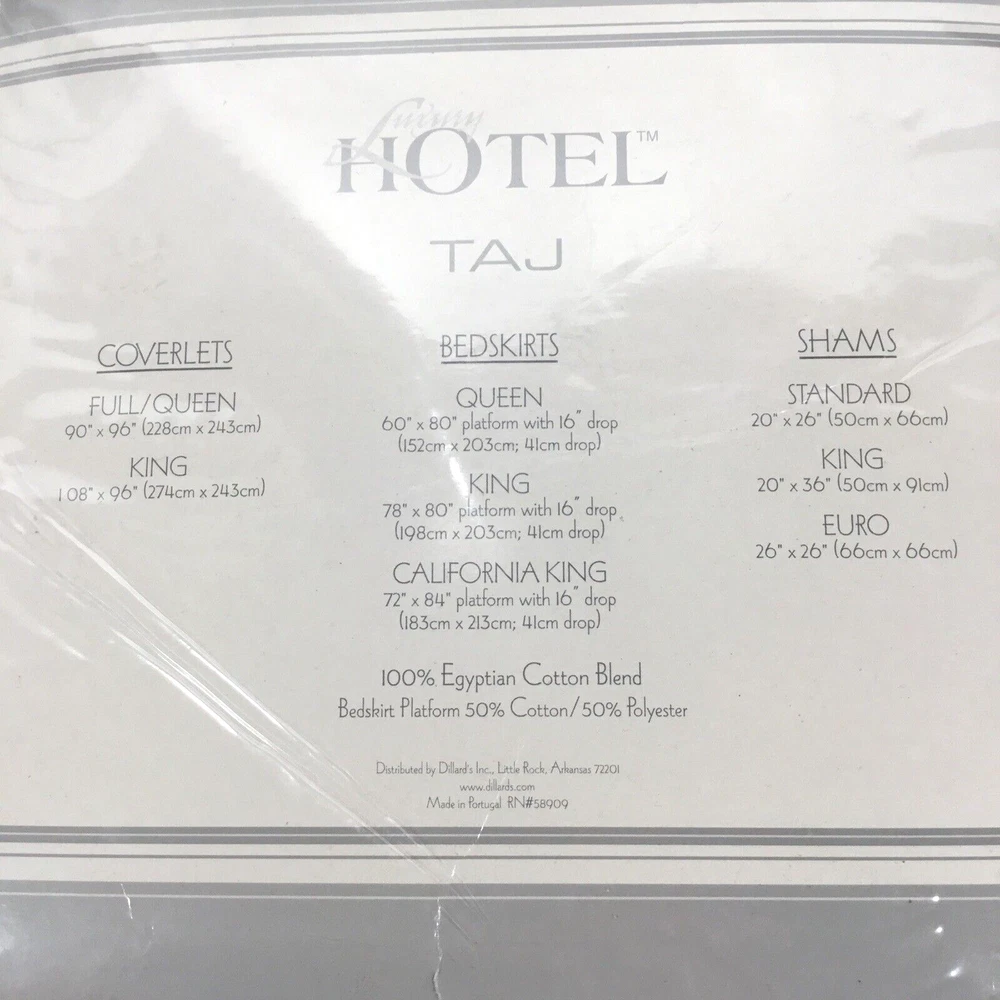 Luxury
HOTEL™
TAJ
COVERLETS
FULL/QUEEN
90" x 96" (228cm x 243cm)
KING
108" x 96" (274cm x 243cm)
BEDSKIRTS
QUEEN
60" x 80" platform with 16" drop
(152cm x 203cm; 41cm drop)
KING
78" x 80" platform with 16" drop
(198cm x 203cm; 41cm drop)
CALIFORNIA KING
72" x 84" platform with 16" drop
(183cm x 213cm; 41cm drop)
SHAMS
STANDARD
20" x 26" (50cm x 66cm)
KING
20" x 36" (50cm x 91cm)
EURO
26" x 26" (66cm x 66cm)
100% Egyptian Cotton Blend
Bedskirt Platform 50% Cotton/50% Polyester
Distributed by Dillard's Inc., Little Rock, Arkansas 72201
www.dillards.com
Made in Portugal RN#58909